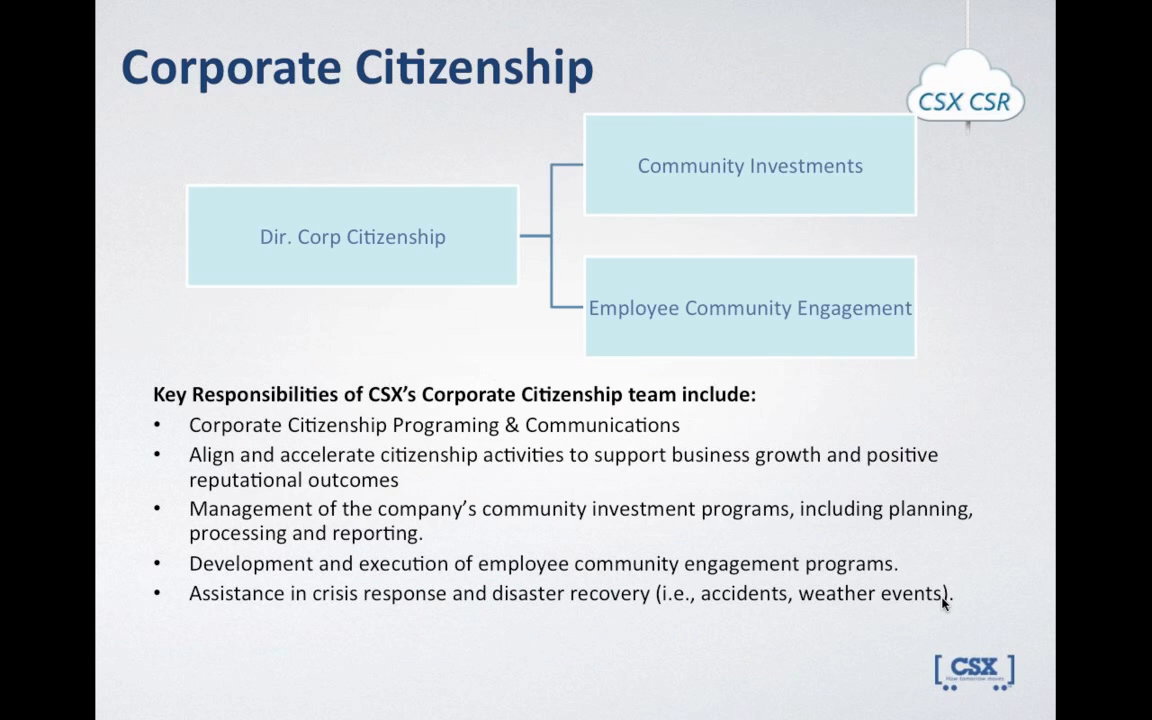 Corporate Citizenship
CSX CSR
Community Investments
Dir. Corp Citizenship
Employee Community Engagement
Key Responsibilities of CSX’s Corporate Citizenship team include:
• Corporate Citizenship Programing & Communications
• Align and accelerate citizenship activities to support business growth and positive
reputational outcomes
• Management of the company’s community investment programs, including planning,
processing and reporting.
• Development and execution of employee community engagement programs.
• Assistance in crisis response and disaster recovery (i.e., accidents, weather events).
[CSX]
How tomorrow moves